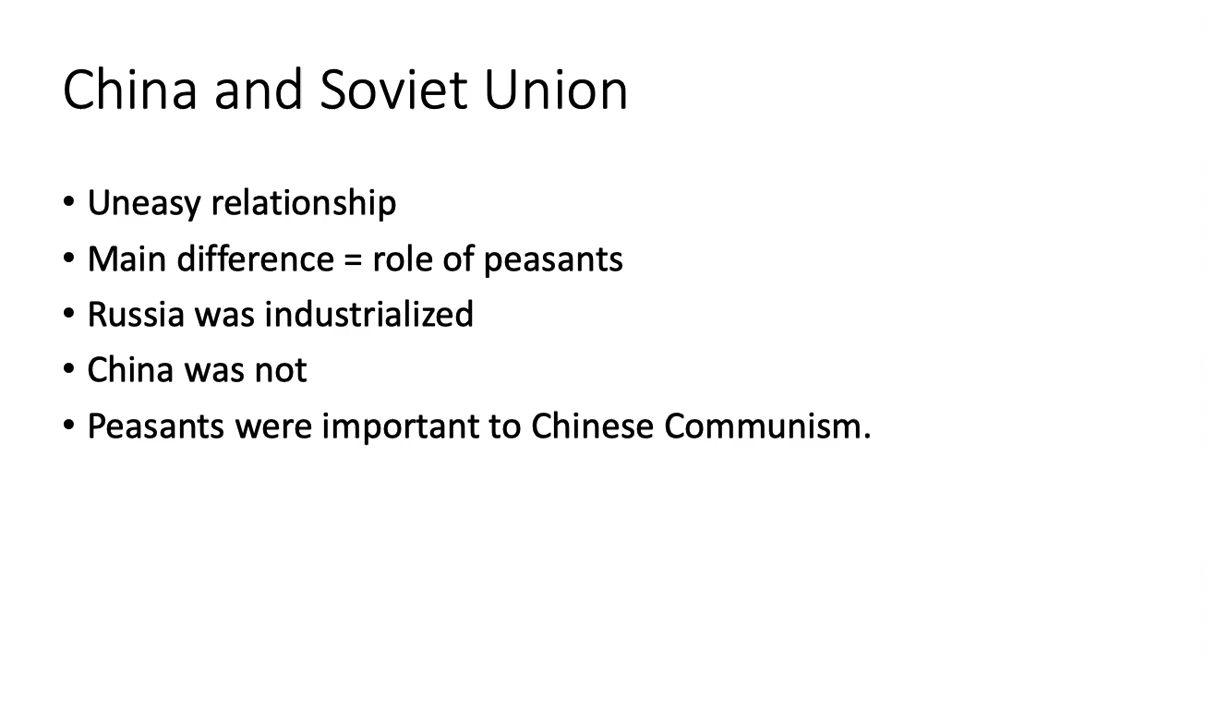 China and Soviet Union
• Uneasy relationship
• Main difference = role of peasants
• Russia was industrialized
• China was not
• Peasants were important to Chinese Communism.